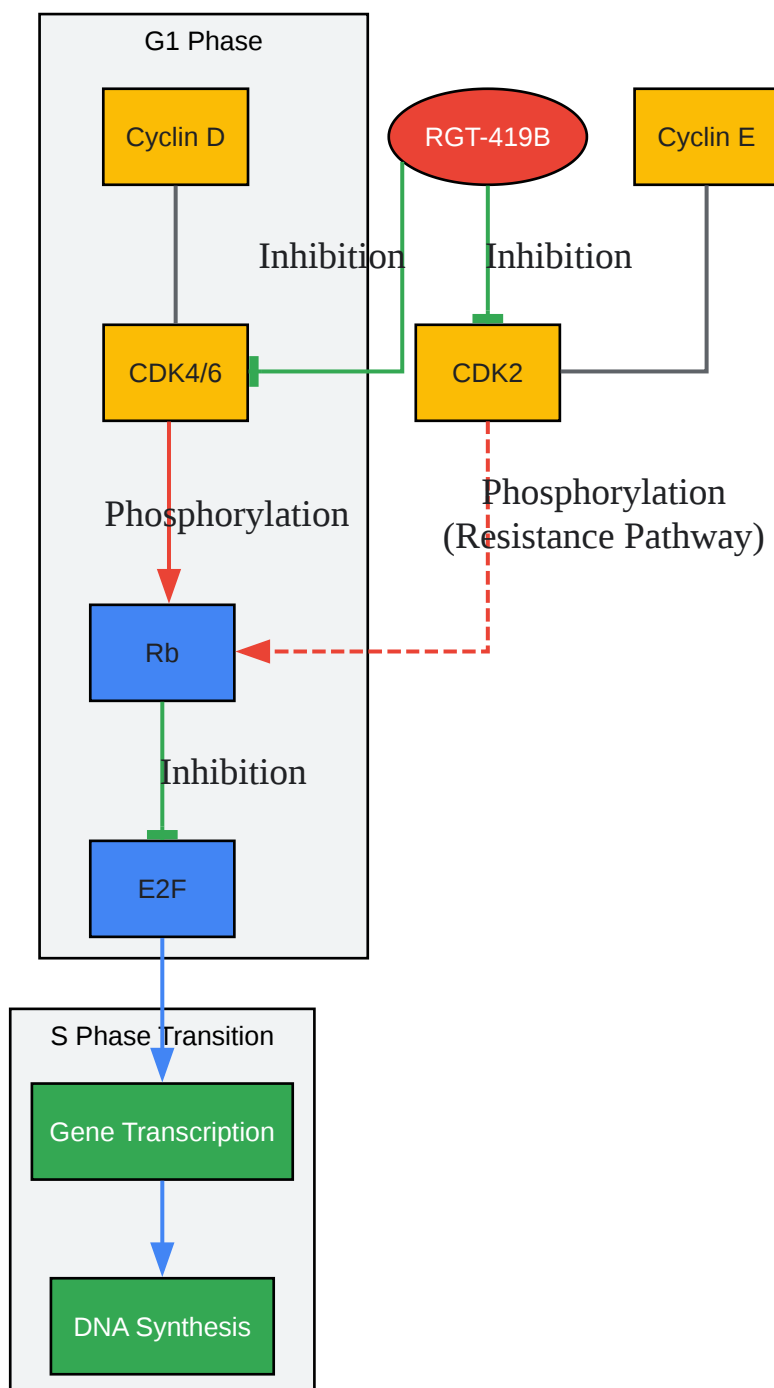 G1 Phase
Cyclin D
RGT-419B
Cyclin E
Inhibition
Inhibition
CDK4/6
CDK2
Phosphorylation
Phosphorylation
(Resistance Pathway)
Rb
Inhibition
E2F
S Phase Transition
Gene Transcription
DNA Synthesis